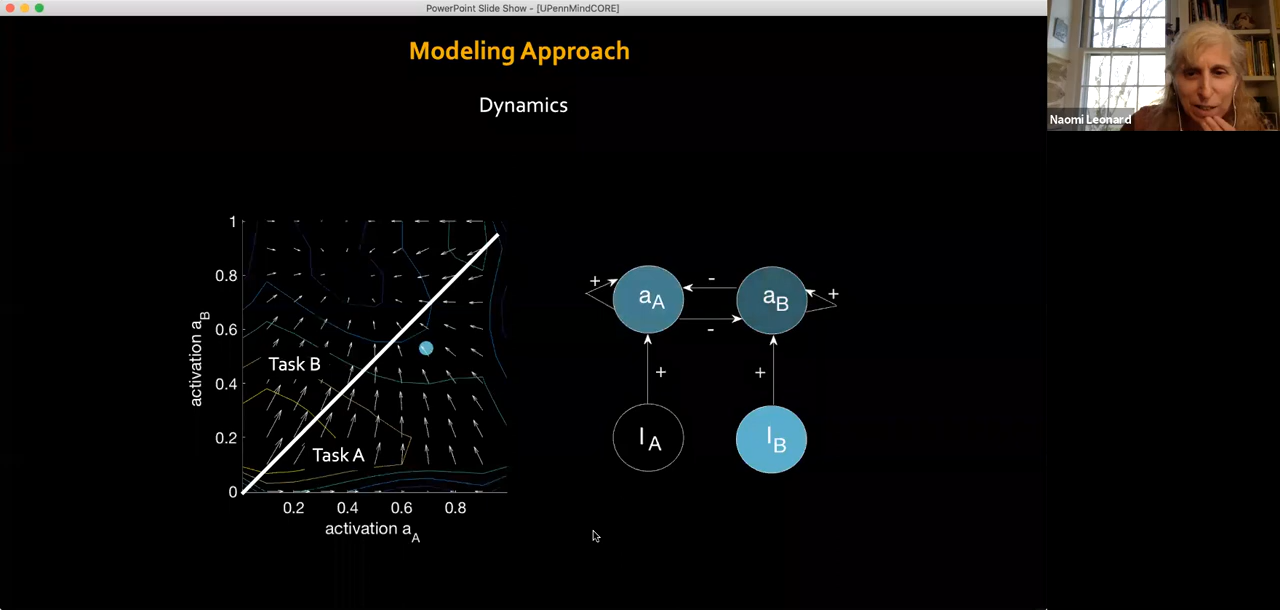 PowerPoint Slide Show - [UPennMindCORE]
Modeling Approach
Dynamics
Naomi Leonard
1
0.8
0.6
0.4
0.2
0
activation aB
Task B
Task A
0.2 0.4 0.6 0.8
activation aA
+ aA - aB +
-
+ +
IA IB